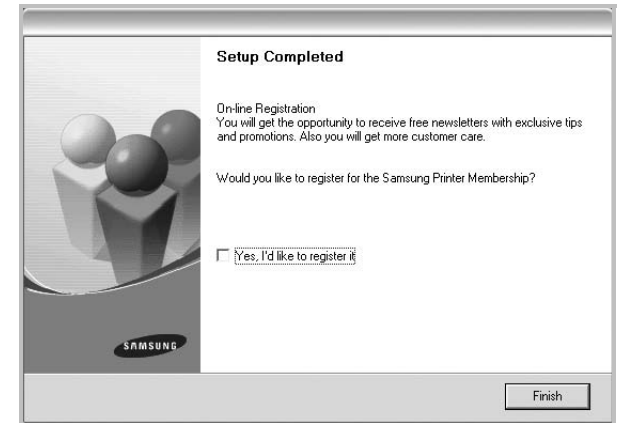 Setup Completed
On-line Registration
You will get the opportunity to receive free newsletters with exclusive tips
and promotions. Also you will get more customer care.
Would you like to register for the Samsung Printer Membership?
Yes, I'd like to register it
SAMSUNG
Finish